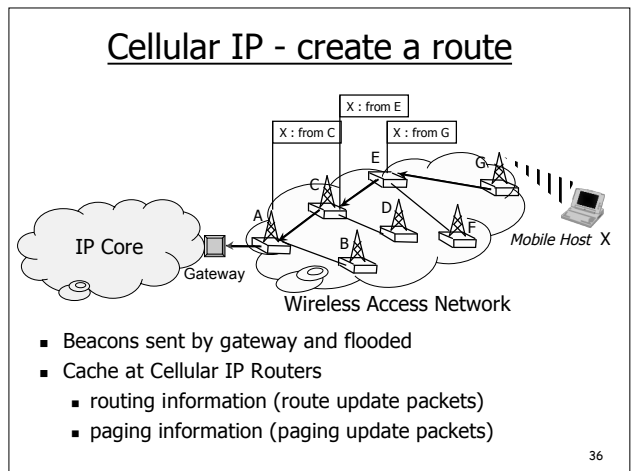 Cellular IP - create a route
X : from E
X : from C
X : from G
E
G
C
A
D
F
B
IP Core
Gateway
Mobile Host X
Wireless Access Network
▪ Beacons sent by gateway and flooded
▪ Cache at Cellular IP Routers
▪ routing information (route update packets)
▪ paging information (paging update packets)
36